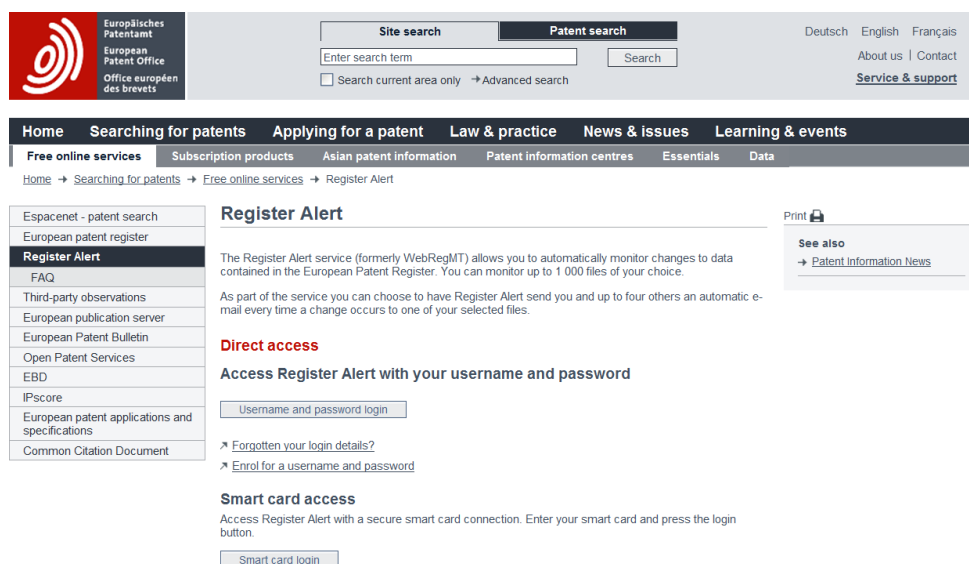 Europäisches
Patentamt
European
Patent Office
Office européen
des brevets
Site search
Patent search
Enter search term
Search
Search current area only
Advanced search
Deutsch English Français
About us | Contact
Service & support
Home Searching for patents Applying for a patent Law & practice News & issues Learning & events
Free online services Subscription products Asian patent information Patent information centres Essentials Data
Home → Searching for patents → Free online services → Register Alert
Espacenet - patent search
European patent register
Register Alert
FAQ
Third-party observations
European publication server
European Patent Bulletin
Open Patent Services
EBD
IPscore
European patent applications and
specifications
Common Citation Document
Register Alert
The Register Alert service (formerly WebRegMT) allows you to automatically monitor changes to data
contained in the European Patent Register. You can monitor up to 1 000 files of your choice.
As part of the service you can choose to have Register Alert send you and up to four others an automatic e-
mail every time a change occurs to one of your selected files.
Direct access
Access Register Alert with your username and password
Username and password login
Forgotten your login details?
Enrol for a username and password
Smart card access
Access Register Alert with a secure smart card connection. Enter your smart card and press the login
button.
Smart card login
Print
See also
→ Patent Information News